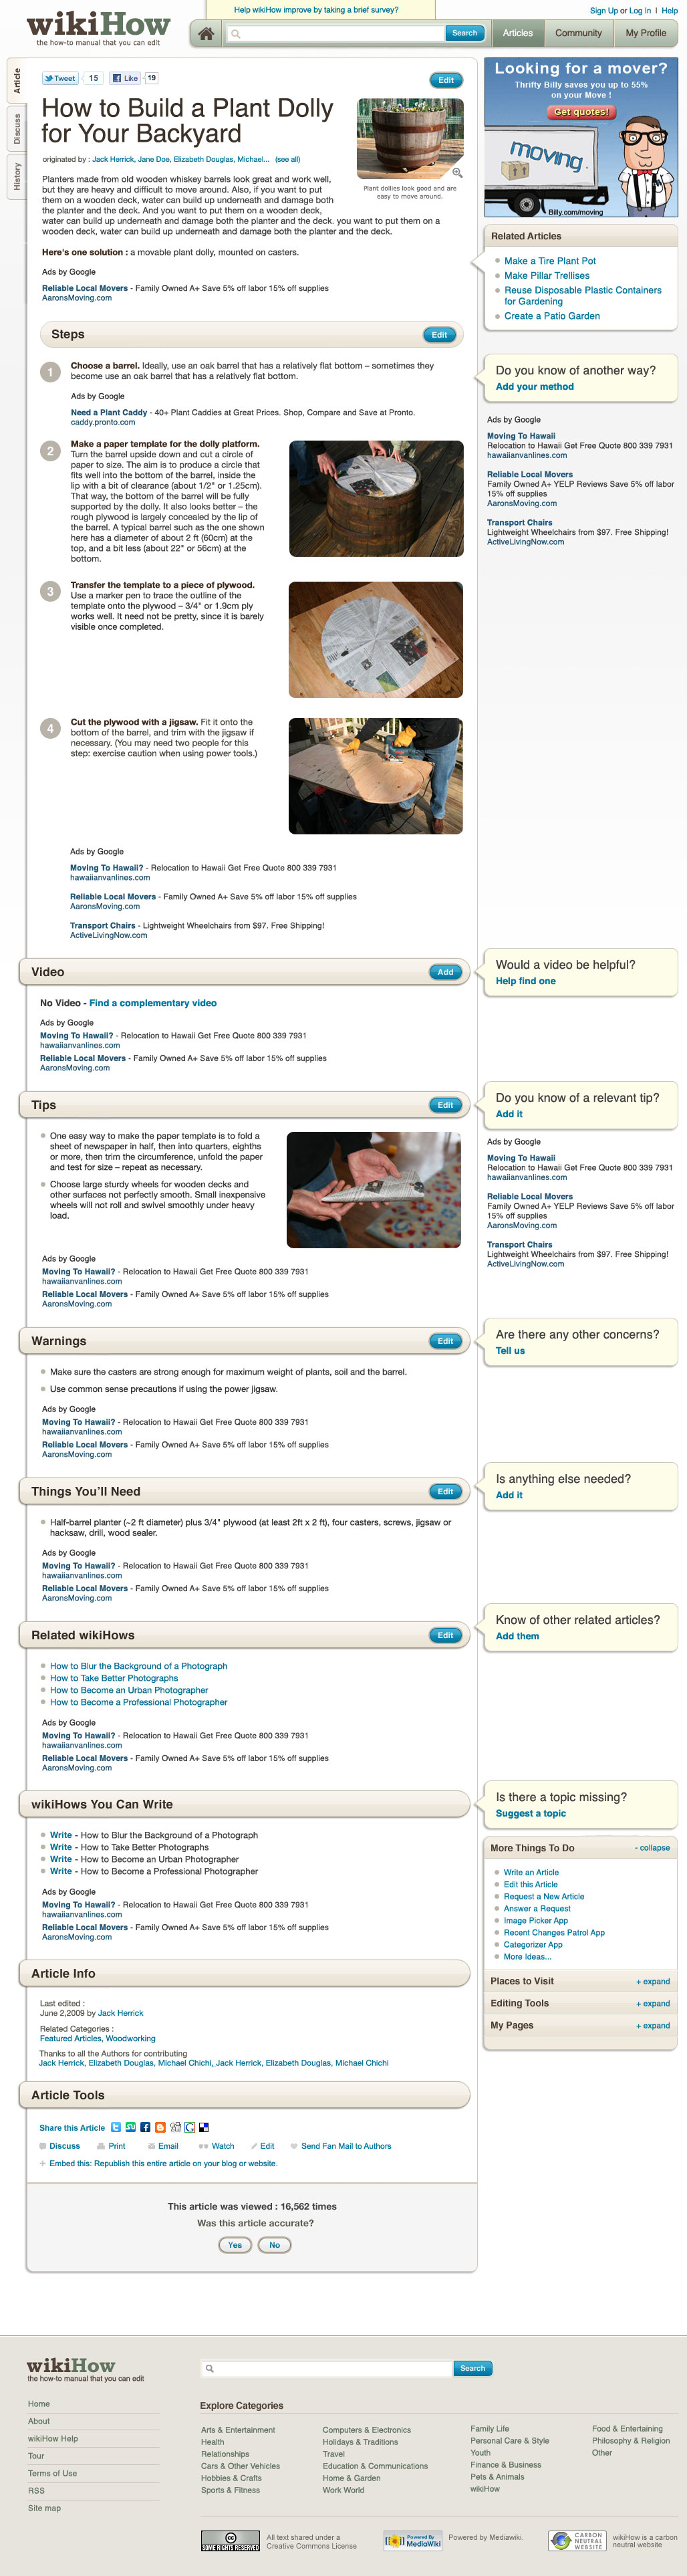 Help wikiHow improve by taking a brief survey?
Sign Up or Log In | Help
wikiHow
the how-to manual that you can edit
Search
Articles
Community
My Profile
Article
Discuss
History
Tweet 15 Like 19
Edit
How to Build a Plant Dolly
for Your Backyard
originated by : Jack Herrick, Jane Doe, Elizabeth Douglas, Michael... (see all)
Plant dollies look good and are
easy to move around.
Planters made from old wooden whiskey barrels look great and work well,
but they are heavy and difficult to move around. Also, if you want to put
them on a wooden deck, water can build up underneath and damage both
the planter and the deck. And you want to put them on a wooden deck,
water can build up underneath and damage both the planter and the deck. you want to put them on a
wooden deck, water can build up underneath and damage both the planter and the deck.
Here's one solution : a movable plant dolly, mounted on casters.
Ads by Google
Reliable Local Movers - Family Owned A+ Save 5% off labor 15% off supplies
AaronsMoving.com
Looking for a mover?
Thrifty Billy saves you up to 55%
on your Move !
Get quotes!
moving.
Billy.com/moving
Related Articles
Make a Tire Plant Pot
Make Pillar Trellises
Reuse Disposable Plastic Containers
for Gardening
Create a Patio Garden
Steps
Edit
1
Choose a barrel. Ideally, use an oak barrel that has a relatively flat bottom – sometimes they
become use an oak barrel that has a relatively flat bottom.
Ads by Google
Need a Plant Caddy - 40+ Plant Caddies at Great Prices. Shop, Compare and Save at Pronto.
caddy.pronto.com
Do you know of another way?
Add your method
Ads by Google
Moving To Hawaii
Relocation to Hawaii Get Free Quote 800 339 7931
hawaiianvanlines.com
Reliable Local Movers
Family Owned A+ YELP Reviews Save 5% off labor
15% off supplies
AaronsMoving.com
Transport Chairs
Lightweight Wheelchairs from $97. Free Shipping!
ActiveLivingNow.com
2
Make a paper template for the dolly platform.
Turn the barrel upside down and cut a circle of
paper to size. The aim is to produce a circle that
fits well into the bottom of the barrel, inside the
lip with a bit of clearance (about 1/2" or 1.25cm).
That way, the bottom of the barrel will be fully
supported by the dolly. It also looks better – the
rough plywood is largely concealed by the lip of
the barrel. A typical barrel such as the one shown
here has a diameter of about 2 ft (60cm) at the
top, and a bit less (about 22" or 56cm) at the
bottom.
3
Transfer the template to a piece of plywood.
Use a marker pen to trace the outline of the
template onto the plywood – 3/4" or 1.9cm ply
works well. It need not be pretty, since it is barely
visible once completed.
4
Cut the plywood with a jigsaw. Fit it onto the
bottom of the barrel, and trim with the jigsaw if
necessary. (You may need two people for this
step: exercise caution when using power tools.)
Ads by Google
Moving To Hawaii? - Relocation to Hawaii Get Free Quote 800 339 7931
hawaiianvanlines.com
Reliable Local Movers - Family Owned A+ Save 5% off labor 15% off supplies
AaronsMoving.com
Transport Chairs - Lightweight Wheelchairs from $97. Free Shipping!
ActiveLivingNow.com
Video
Add
Would a video be helpful?
Help find one
No Video - Find a complementary video
Ads by Google
Moving To Hawaii? - Relocation to Hawaii Get Free Quote 800 339 7931
hawaiianvanlines.com
Reliable Local Movers - Family Owned A+ Save 5% off labor 15% off supplies
AaronsMoving.com
Tips
Edit
Do you know of a relevant tip?
Add it
One easy way to make the paper template is to fold a
sheet of newspaper in half, then into quarters, eighths
or more, then trim the circumference, unfold the paper
and test for size – repeat as necessary.
Choose large sturdy wheels for wooden decks and
other surfaces not perfectly smooth. Small inexpensive
wheels will not roll and swivel smoothly under heavy
load.
Ads by Google
Moving To Hawaii? - Relocation to Hawaii Get Free Quote 800 339 7931
hawaiianvanlines.com
Reliable Local Movers - Family Owned A+ Save 5% off labor 15% off supplies
AaronsMoving.com
Ads by Google
Moving To Hawaii
Relocation to Hawaii Get Free Quote 800 339 7931
hawaiianvanlines.com
Reliable Local Movers
Family Owned A+ YELP Reviews Save 5% off labor
15% off supplies
AaronsMoving.com
Transport Chairs
Lightweight Wheelchairs from $97. Free Shipping!
ActiveLivingNow.com
Warnings
Edit
Are there any other concerns?
Tell us
Make sure the casters are strong enough for maximum weight of plants, soil and the barrel.
Use common sense precautions if using the power jigsaw.
Ads by Google
Moving To Hawaii? - Relocation to Hawaii Get Free Quote 800 339 7931
hawaiianvanlines.com
Reliable Local Movers - Family Owned A+ Save 5% off labor 15% off supplies
AaronsMoving.com
Things You'll Need
Edit
Is anything else needed?
Add it
Half-barrel planter (~2 ft diameter) plus 3/4" plywood (at least 2ft x 2 ft), four casters, screws, jigsaw or
hacksaw, drill, wood sealer.
Ads by Google
Moving To Hawaii? - Relocation to Hawaii Get Free Quote 800 339 7931
hawaiianvanlines.com
Reliable Local Movers - Family Owned A+ Save 5% off labor 15% off supplies
AaronsMoving.com
Related wikiHows
Edit
Know of other related articles?
Add them
How to Blur the Background of a Photograph
How to Take Better Photographs
How to Become an Urban Photographer
How to Become a Professional Photographer
Ads by Google
Moving To Hawaii? - Relocation to Hawaii Get Free Quote 800 339 7931
hawaiianvanlines.com
Reliable Local Movers - Family Owned A+ Save 5% off labor 15% off supplies
AaronsMoving.com
wikiHows You Can Write
Is there a topic missing?
Suggest a topic
Write - How to Blur the Background of a Photograph
Write - How to Take Better Photographs
Write - How to Become an Urban Photographer
Write - How to Become a Professional Photographer
Ads by Google
Moving To Hawaii? - Relocation to Hawaii Get Free Quote 800 339 7931
hawaiianvanlines.com
Reliable Local Movers - Family Owned A+ Save 5% off labor 15% off supplies
AaronsMoving.com
More Things To Do - collapse
Write an Article
Edit this Article
Request a New Article
Answer a Request
Image Picker App
Recent Changes Patrol App
Categorizer App
More Ideas...
Places to Visit + expand
Editing Tools + expand
My Pages + expand
Article Info
Last edited :
June 2,2009 by Jack Herrick
Related Categories :
Featured Articles, Woodworking
Thanks to all the Authors for contributing
Jack Herrick, Elizabeth Douglas, Michael Chichi, Jack Herrick, Elizabeth Douglas, Michael Chichi
Article Tools
Share this Article
Discuss Print Email Watch Edit Send Fan Mail to Authors
Embed this: Republish this entire article on your blog or website.
This article was viewed : 16,562 times
Was this article accurate?
Yes No
wikiHow
the how-to manual that you can edit
Search
Home
About
wikiHow Help
Tour
Terms of Use
RSS
Site map
Explore Categories
Arts & Entertainment
Health
Relationships
Cars & Other Vehicles
Hobbies & Crafts
Sports & Fitness
Computers & Electronics
Holidays & Traditions
Travel
Education & Communications
Home & Garden
Work World
Family Life
Personal Care & Style
Youth
Finance & Business
Pets & Animals
wikiHow
Food & Entertaining
Philosophy & Religion
Other
cc
SOME RIGHTS RESERVED
All text shared under a
Creative Commons License
Powered By
MediaWiki
Powered by Mediawiki.
CARBON
NEUTRAL
WEBSITE
wikiHow is a carbon
neutral website